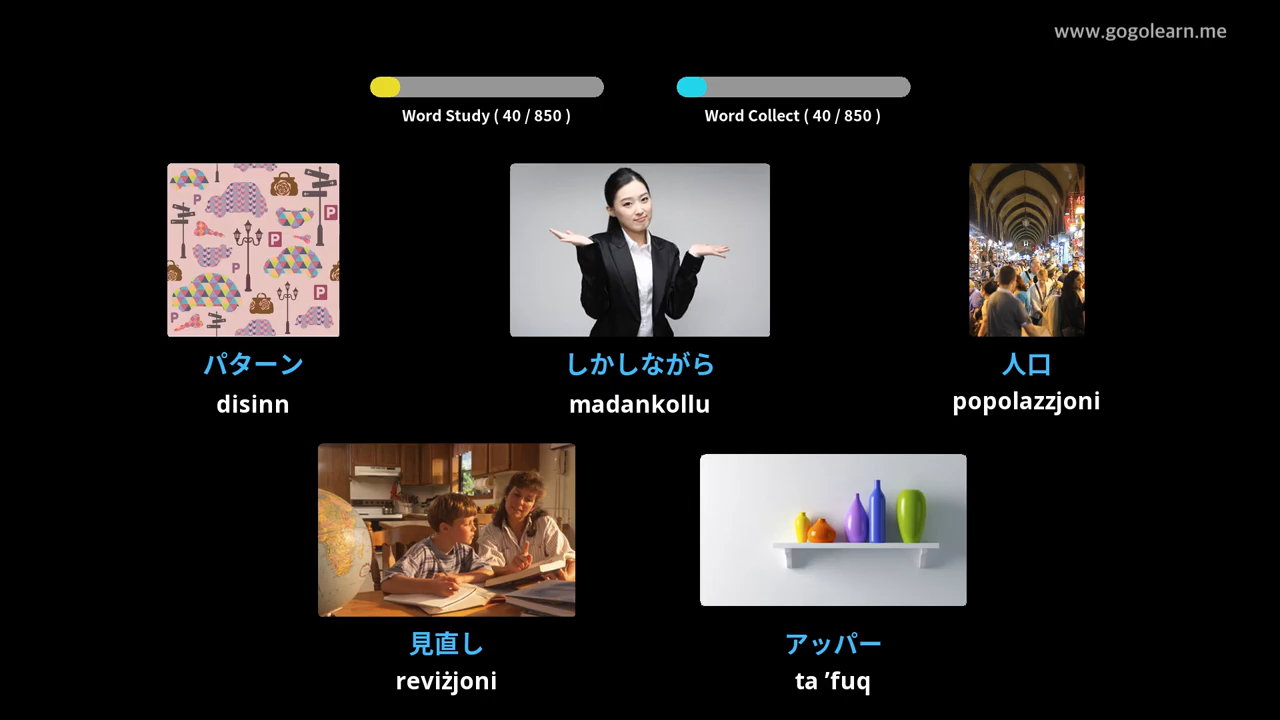 www.gogolearn.me
Word Study ( 40 / 850 )
Word Collect ( 40 / 850 )
P
P
P
P
P
P
パターン
しかしながら
人口
disinn
madankollu
popolazzjoni
見直し
アッパー
reviżjoni
ta ’fuq